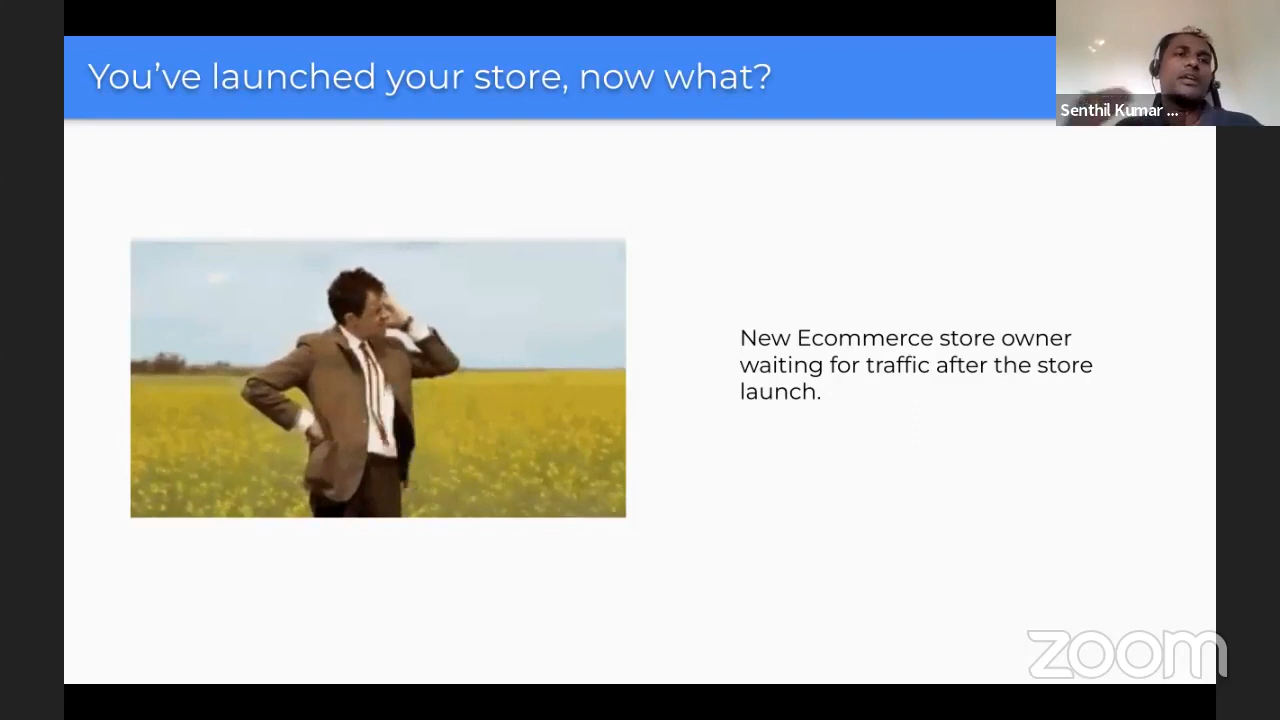 You’ve launched your store, now what?
Senthil Kumar ...
New Ecommerce store owner
waiting for traffic after the store
launch.
zoom